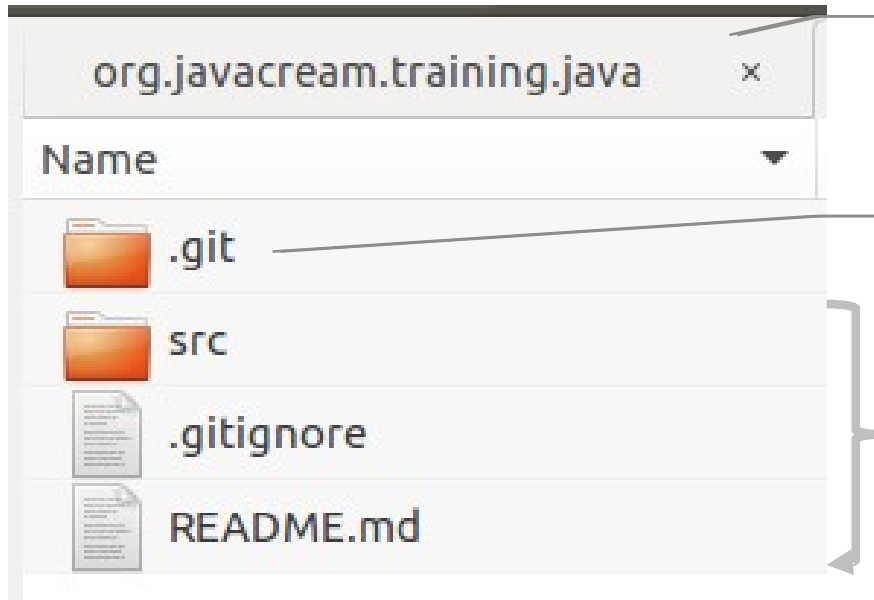 org.javacream.training.java ×
Name
.git
src
.gitignore
README.md